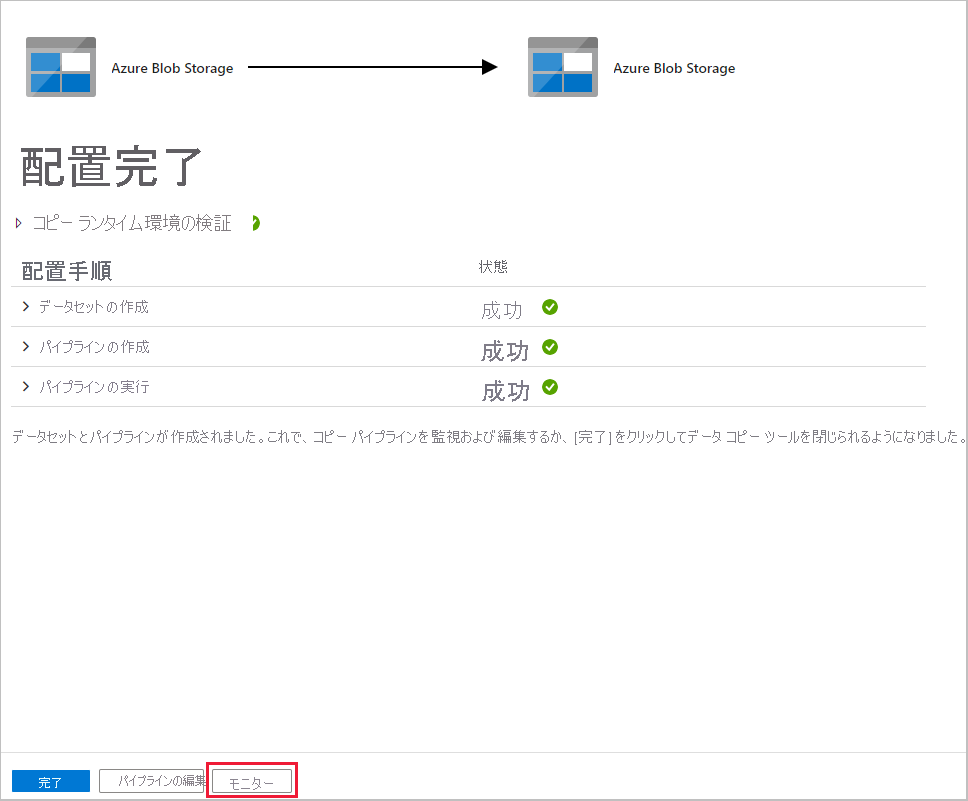 Azure Blob Storage
Azure Blob Storage
配置完了
コピー ランタイム環境の検証
配置手順 状態
データセットの作成 成功
パイプラインの作成 成功
パイプラインの実行 成功
データセットとパイプラインが作成されました。これで、コピー パイプラインを監視および編集するか、[完了] をクリックしてデータ コピー ツールを閉じられるようになりました。
完了 パイプラインの編集 モニター